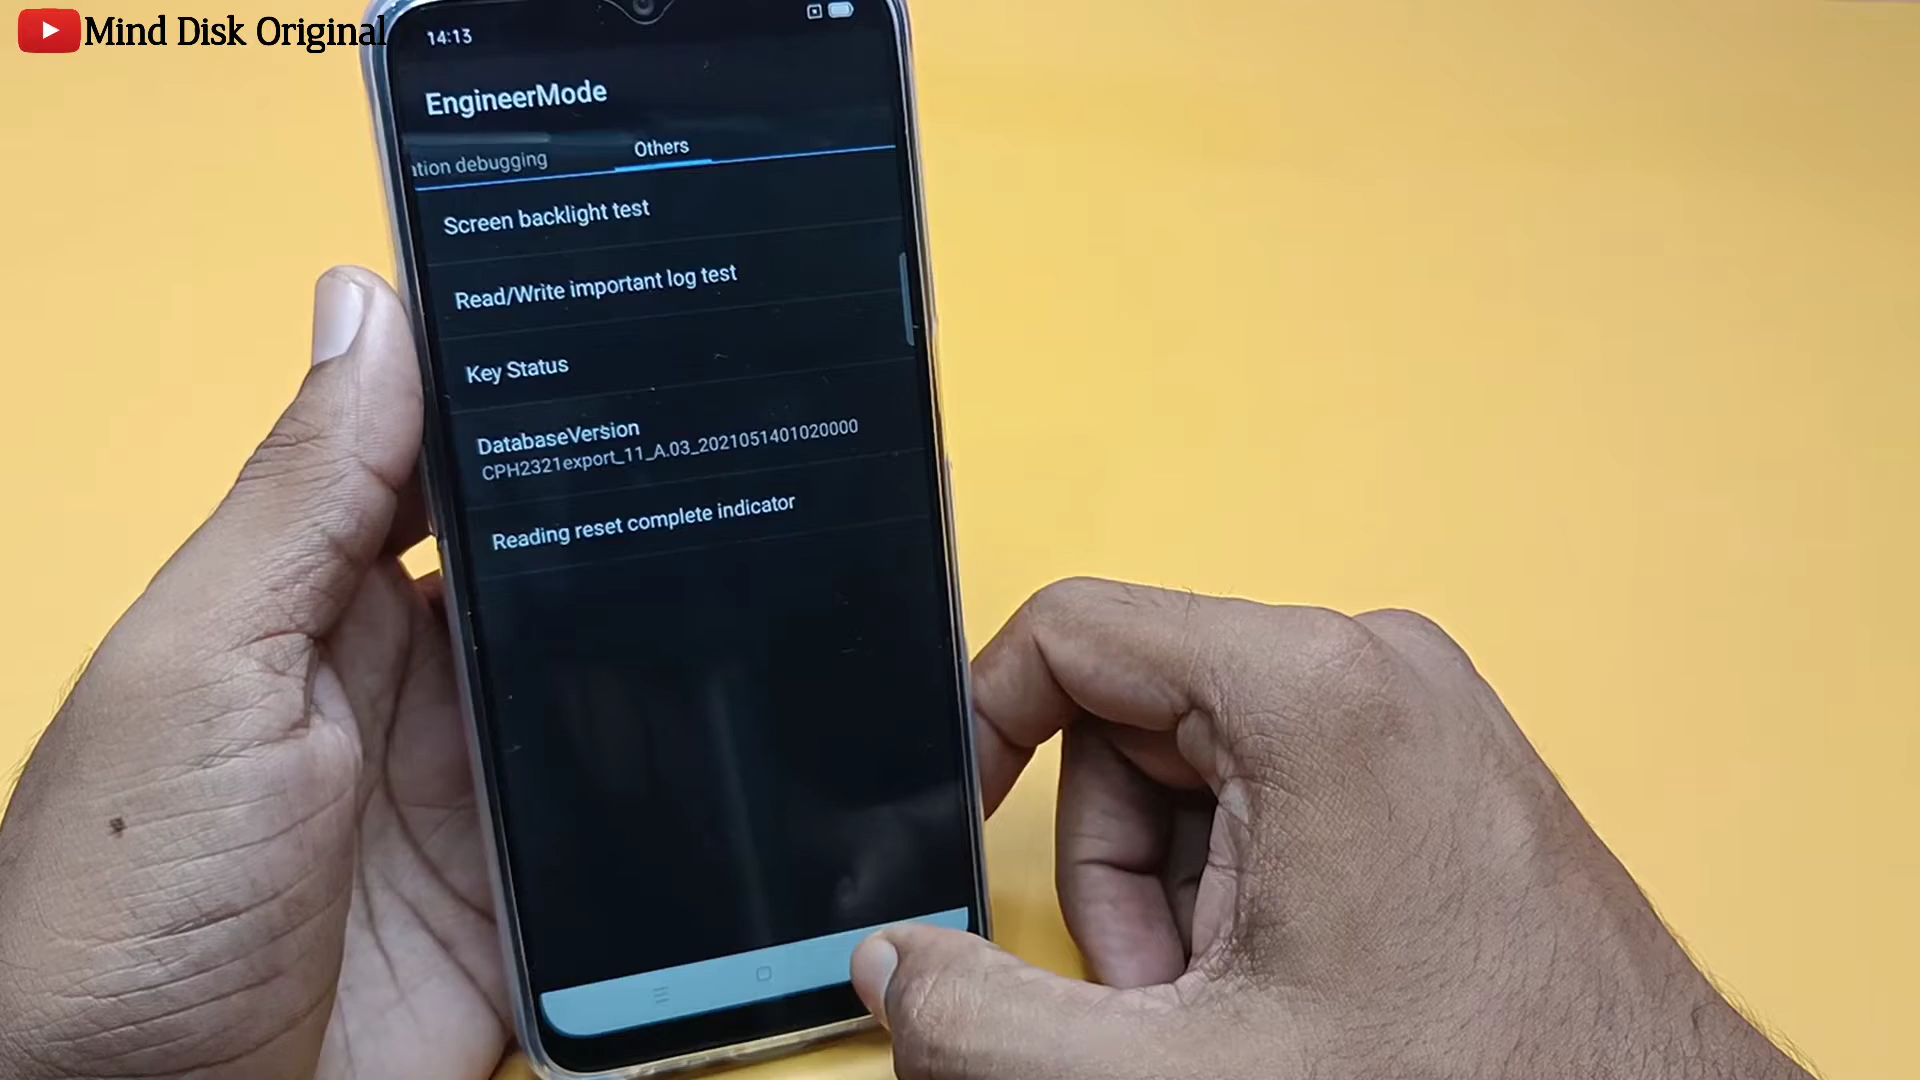 Mind Disk Original
14:13
EngineerMode
ation debugging
Others
Screen backlight test
Read/Write important log test
Key Status
DatabaseVersion
CPH2321export_11_A.03_2021051401020000
Reading reset complete indicator